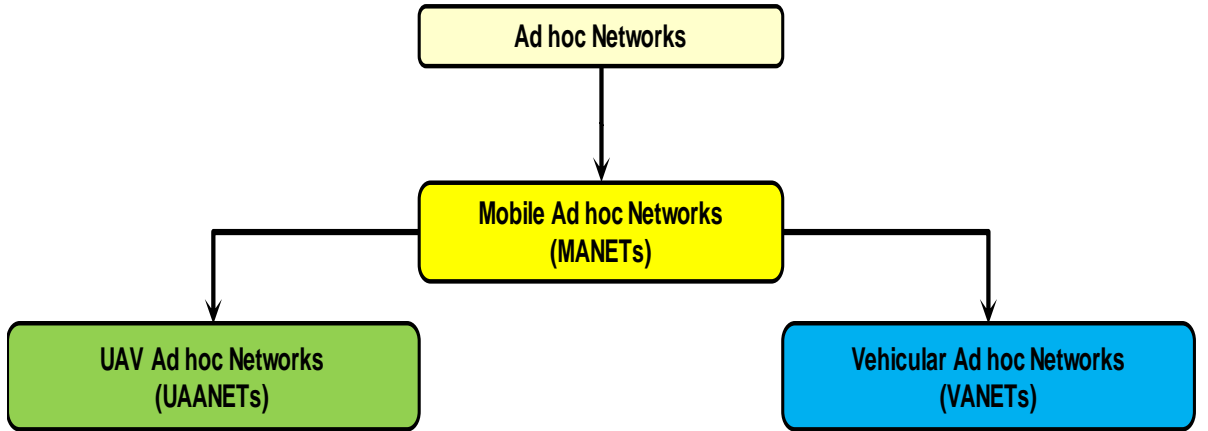 Ad hoc Networks
Mobile Ad hoc Networks
(MANETs)
UAV Ad hoc Networks
(UAANETs)
Vehicular Ad hoc Networks
(VANETs)